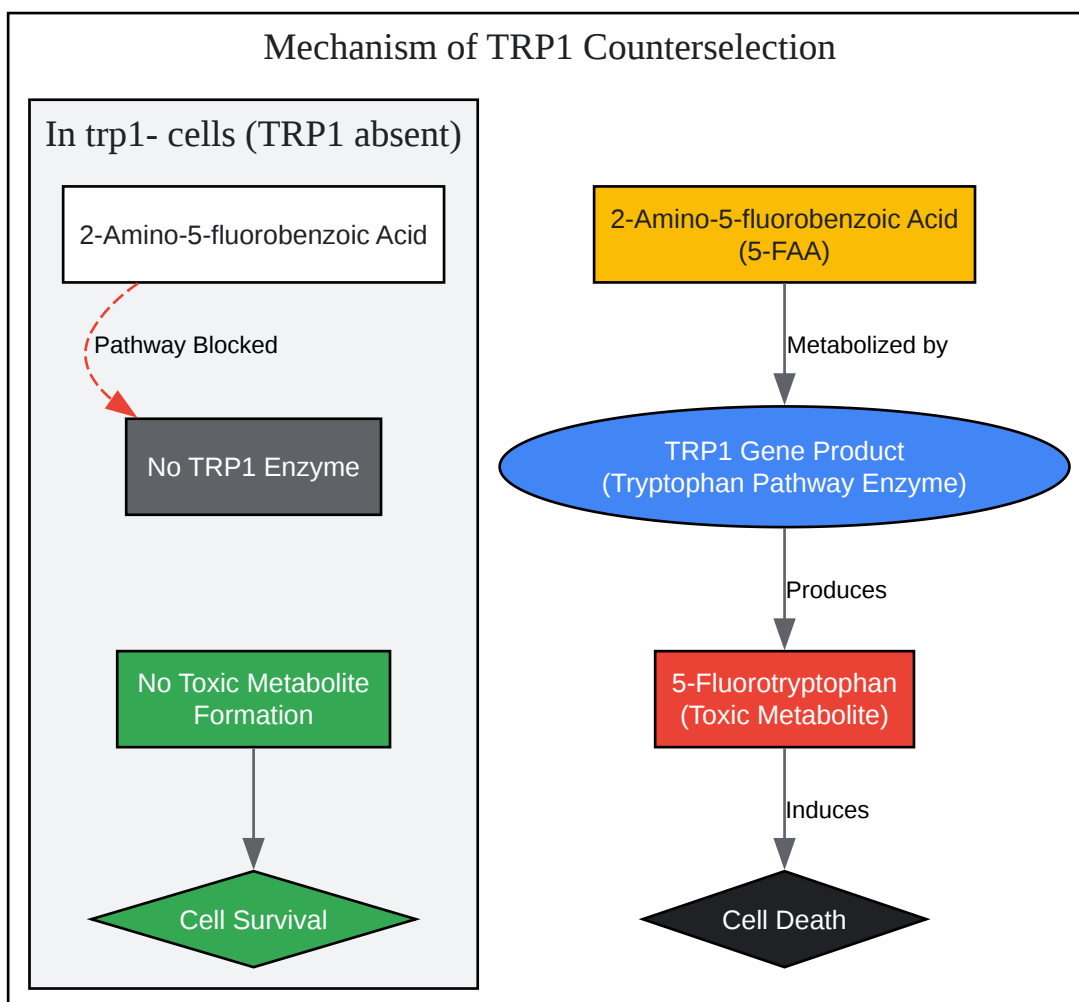 Mechanism of TRP1 Counterselection
In trp1- cells (TRP1 absent)
2-Amino-5-fluorobenzoic Acid
Pathway Blocked
No TRP1 Enzyme
No Toxic Metabolite
Formation
Cell Survival
2-Amino-5-fluorobenzoic Acid
(5-FAA)
Metabolized by
TRP1 Gene Product
(Tryptophan Pathway Enzyme)
Produces
5-Fluorotryptophan
(Toxic Metabolite)
Induces
Cell Death